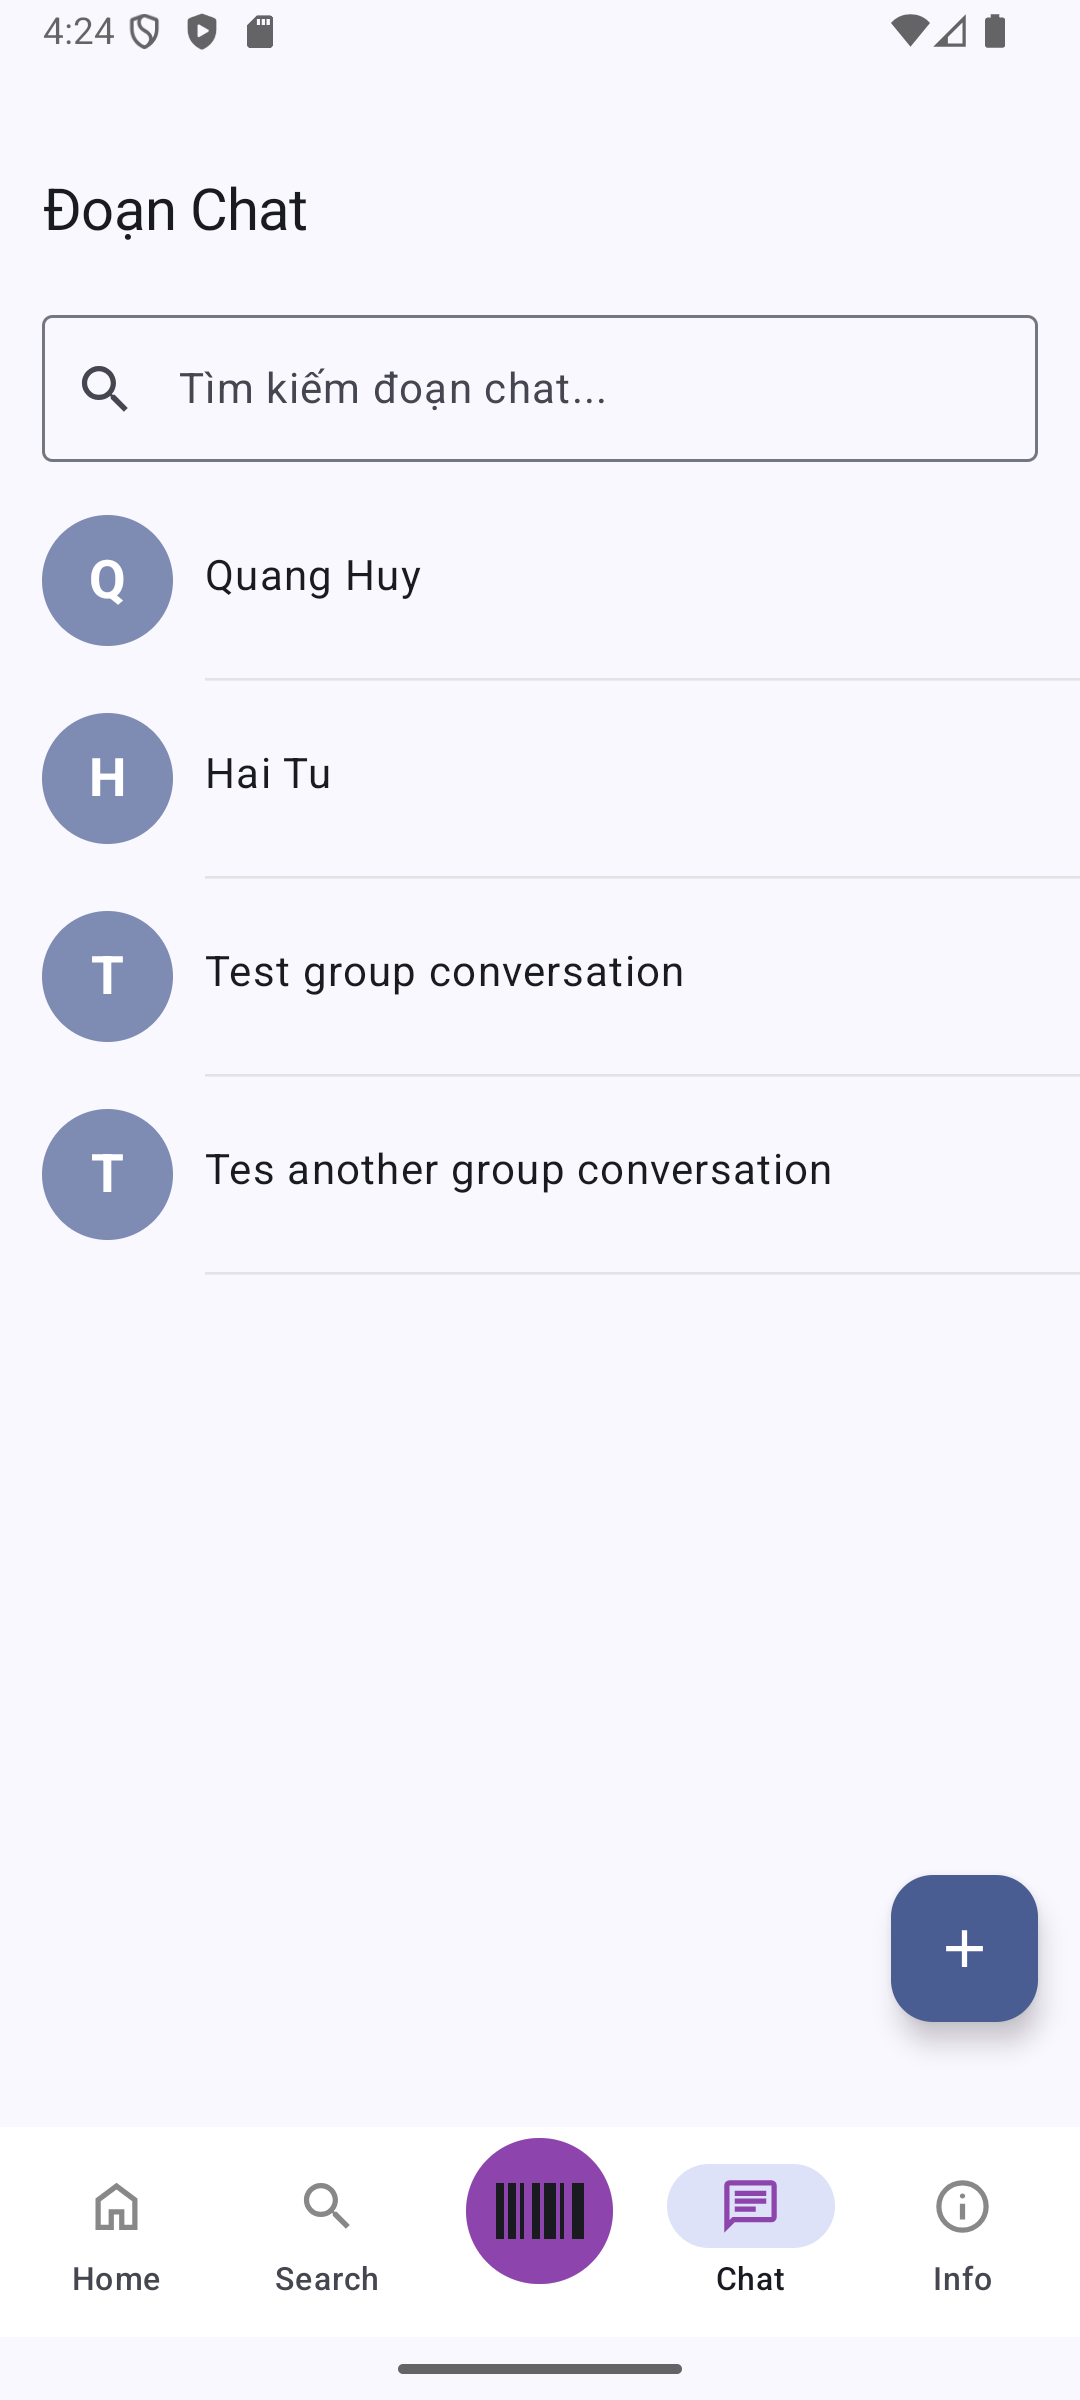 4:24
Đoạn Chat
Tìm kiếm đoạn chat...
Q
Quang Huy
H
Hai Tu
T
Test group conversation
T
Tes another group conversation
Home
Search
Chat
Info